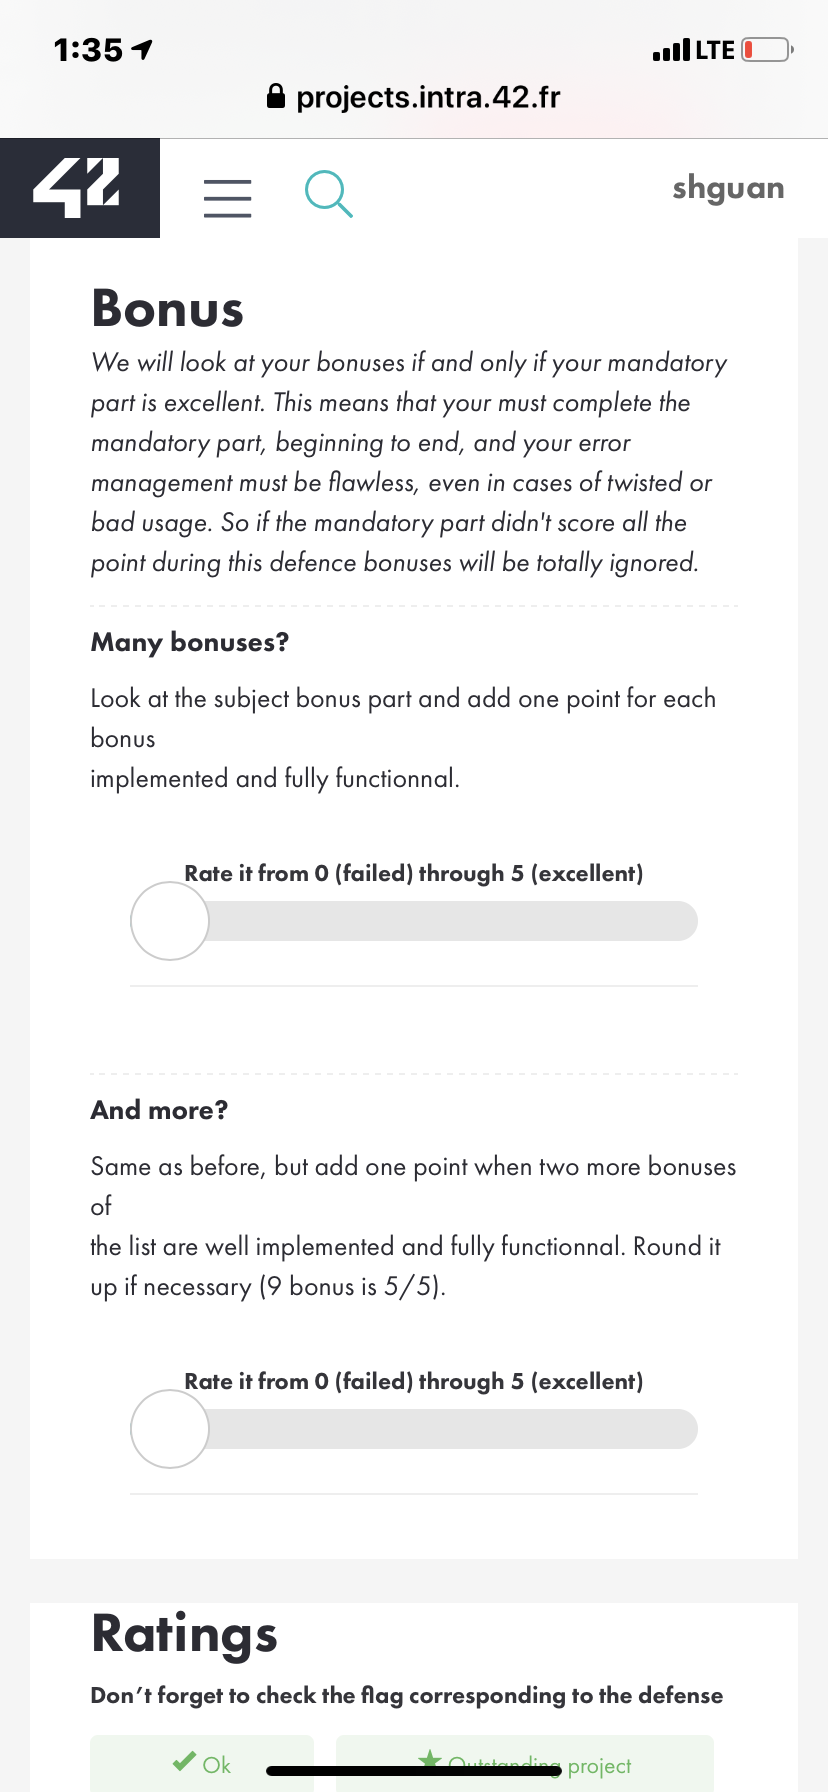 1:35 LTE
projects.intra.42.fr
42 shguan
Bonus
We will look at your bonuses if and only if your mandatory
part is excellent. This means that your must complete the
mandatory part, beginning to end, and your error
management must be flawless, even in cases of twisted or
bad usage. So if the mandatory part didn't score all the
point during this defence bonuses will be totally ignored.
Many bonuses?
Look at the subject bonus part and add one point for each
bonus
implemented and fully functionnal.
Rate it from 0 (failed) through 5 (excellent)
And more?
Same as before, but add one point when two more bonuses
of
the list are well implemented and fully functionnal. Round it
up if necessary (9 bonus is 5/5).
Rate it from 0 (failed) through 5 (excellent)
Ratings
Don’t forget to check the flag corresponding to the defense
Ok Outstanding project